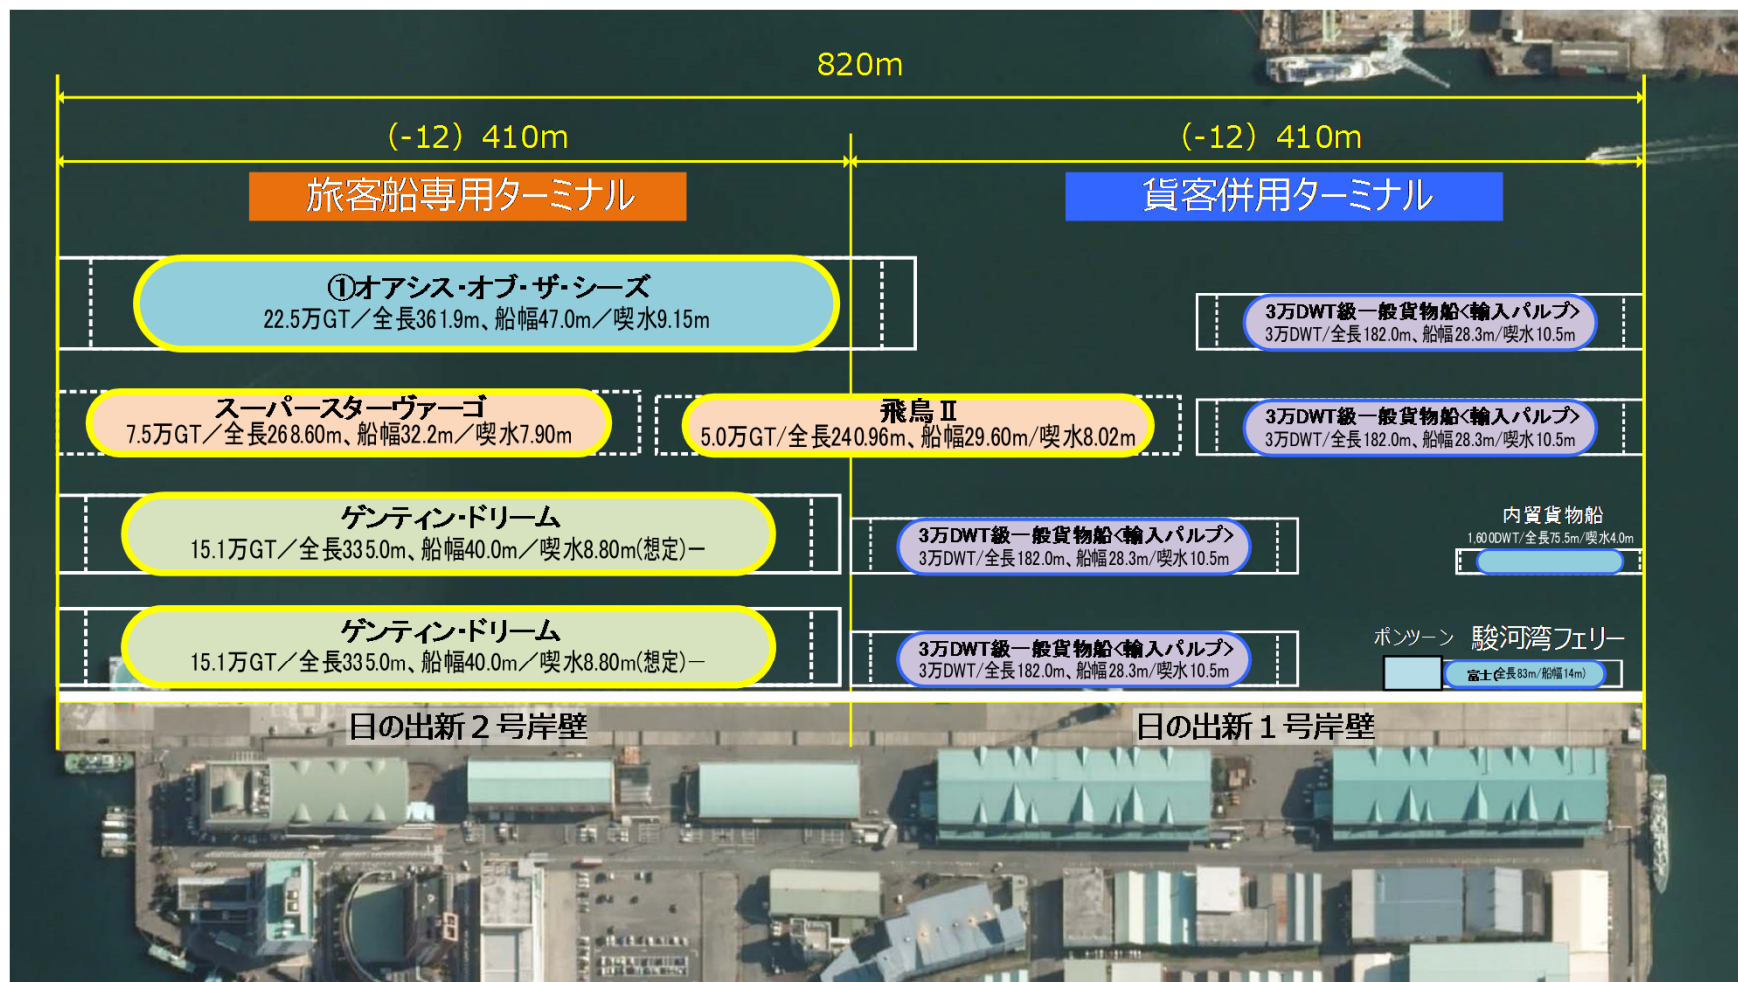 820m
(-12) 410m
(-12) 410m
旅客船専用ターミナル
貨客併用ターミナル
①オアシス・オブ・ザ・シーズ
22.5万GT／全長361.9m、船幅47.0m／喫水9.15m
3万DWT級一般貨物船<輸入パルプ>
3万DWT/全長182.0m、船幅28.3m/喫水10.5m
スーパースターヴァーゴ
7.5万GT／全長268.60m、船幅32.2m／喫水7.90m
飛鳥Ⅱ
5.0万GT/全長240.96m、船幅29.60m/喫水8.02m
3万DWT級一般貨物船<輸入パルプ>
3万DWT/全長182.0m、船幅28.3m/喫水10.5m
ゲンティン・ドリーム
15.1万GT／全長335.0m、船幅40.0m／喫水8.80m(想定)ー
3万DWT級一般貨物船<輸入パルプ>
3万DWT/全長182.0m、船幅28.3m/喫水10.5m
内貿貨物船
1,600DWT/全長75.5m/喫水4.0m
ゲンティン・ドリーム
15.1万GT／全長335.0m、船幅40.0m／喫水8.80m(想定)ー
3万DWT級一般貨物船<輸入パルプ>
3万DWT/全長182.0m、船幅28.3m/喫水10.5m
ポンツーン
駿河湾フェリー
富士(全長83m/船幅14m)
日の出新２号岸壁
日の出新１号岸壁